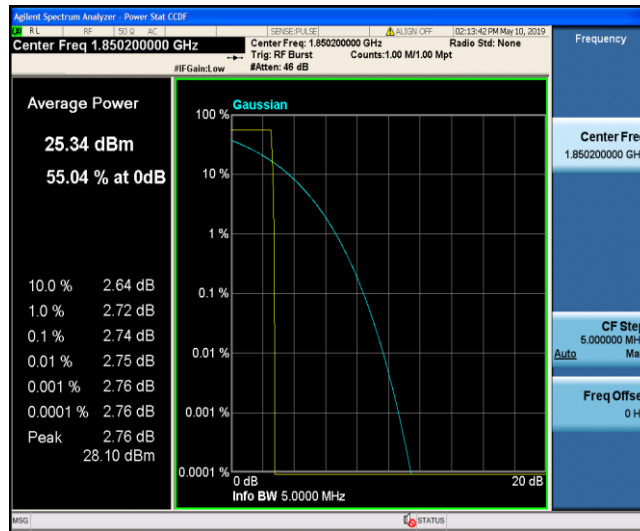 Agilent Spectrum Analyzer - Power Stat CCDF
RL RF 50 Ω AC SENSE:PULSE ALIGN OFF 02:13:42 PM May 10, 2019
Center Freq 1.850200000 GHz
Center Freq: 1.850200000 GHz Radio Std: None
Trig: RF Burst Counts:1.00 M/1.00 Mpt
#IFGain:Low #Atten: 46 dB
Frequency
Average Power
25.34 dBm
55.04 % at 0dB
10.0 % 2.64 dB
1.0 % 2.72 dB
0.1 % 2.74 dB
0.01 % 2.75 dB
0.001 % 2.76 dB
0.0001 % 2.76 dB
Peak 2.76 dB
28.10 dBm
Gaussian
100 %
10 %
1 %
0.1 %
0.01 %
0.001 %
0.0001 %
0 dB 20 dB
Info BW 5.0000 MHz
Center Fre
1.850200000 GH
CF Step
5.000000 MH
Auto Ma
Freq Offse
0 H
MSG STATUS